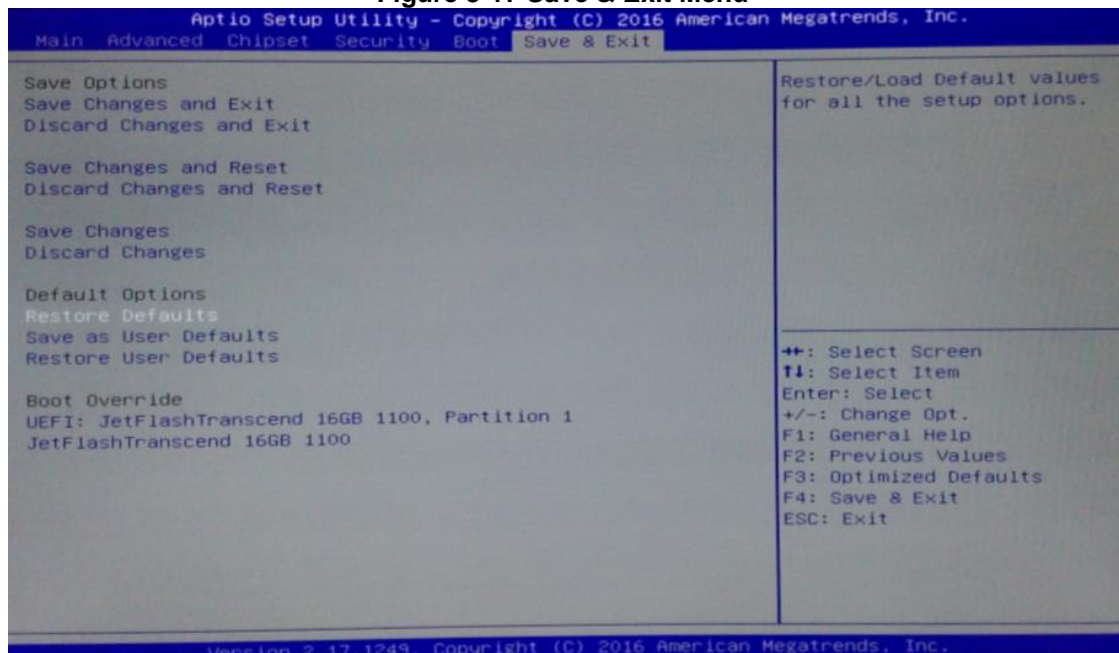 Save & Exit Menu
Aptio Setup Utility – Copyright (C) 2016 American Megatrends, Inc.
Main Advanced Chipset Security Boot Save & Exit
Save Options
Save Changes and Exit
Discard Changes and Exit
Save Changes and Reset
Discard Changes and Reset
Save Changes
Discard Changes
Default Options
Restore Defaults
Save as User Defaults
Restore User Defaults
Boot Override
UEFI: JetFlashTranscend 16GB 1100, Partition 1
JetFlashTranscend 16GB 1100
Restore/Load Default values
for all the setup options.
→←: Select Screen
↑↓: Select Item
Enter: Select
+/-: Change Opt.
F1: General Help
F2: Previous Values
F3: Optimized Defaults
F4: Save & Exit
ESC: Exit
Version 2.17.1249. Copyright (C) 2016 American Megatrends, Inc.